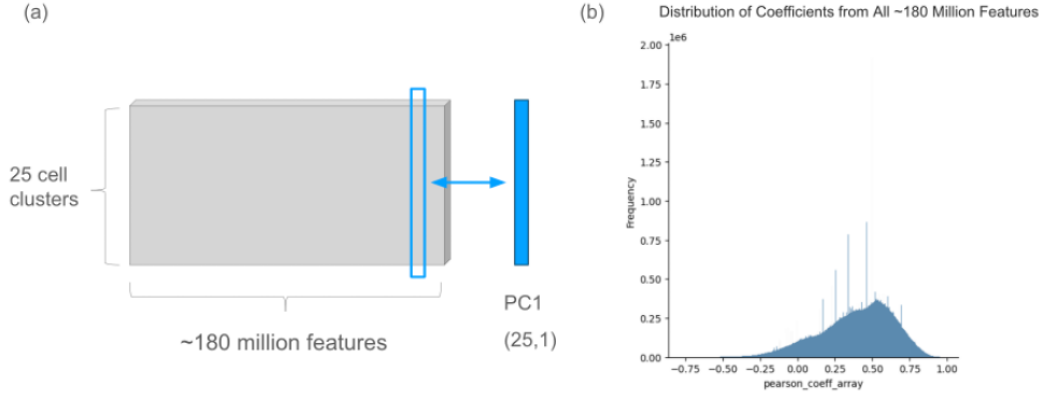 (a)
25 cell
clusters
~180 million features
PC1
(25,1)
(b)
Distribution of Coefficients from All ~180 Million Features
1e6
2.00
1.75
1.50
1.25
1.00
0.75
0.50
0.25
0.00
Frequency
−0.75 −0.50 −0.25 0.00 0.25 0.50 0.75 1.00
pearson_coeff_array